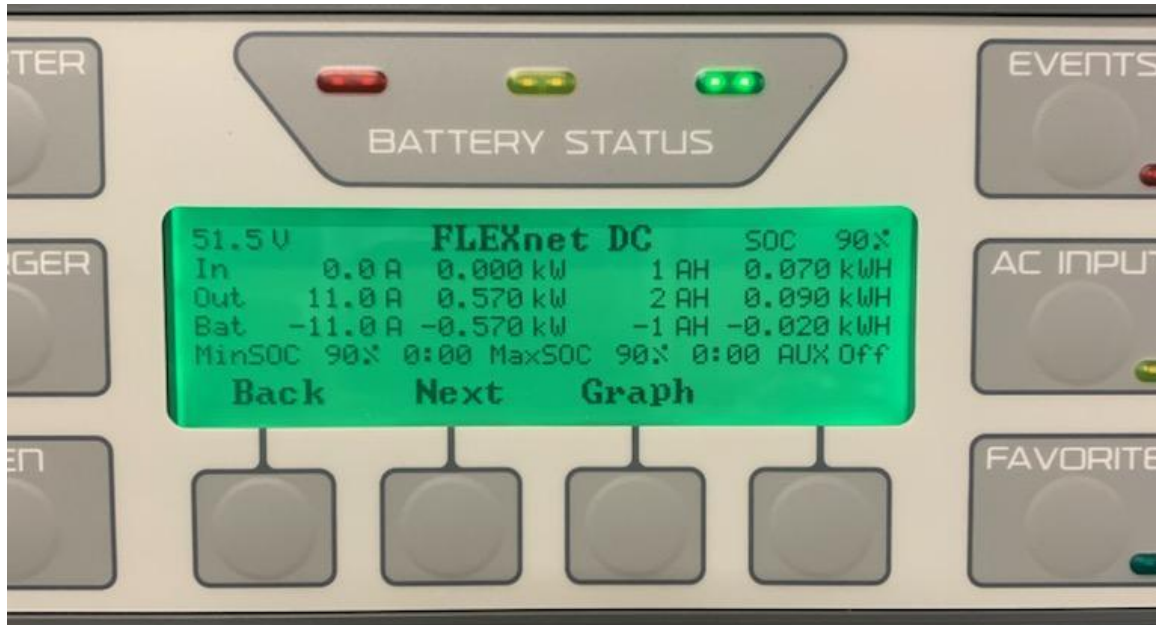 RTER
BATTERY STATUS
EVENTS
RGER
51.5 V FLEXnet DC SOC 90%
In 0.0 A 0.000 kW 1 AH 0.070 kWH
Out 11.0 A 0.570 kW 2 AH 0.090 kWH
Bat -11.0 A -0.570 kW -1 AH -0.020 kWH
MinSOC 90% 0:00 MaxSOC 90% 0:00 AUX Off
Back Next Graph
AC INPUT
EN
FAVORITE